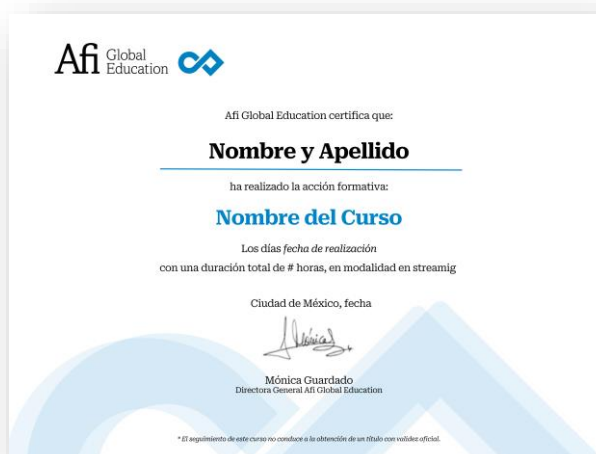 Afi Global
Education
Afi Global Education certifica que:
Nombre y Apellido
ha realizado la acción formativa:
Nombre del Curso
Los días fecha de realización
con una duración total de # horas, en modalidad en streamig
Ciudad de México, fecha
Mónica Guardado
Directora General Afi Global Education
* El seguimiento de este curso no conduce a la obtención de un título con validez oficial.